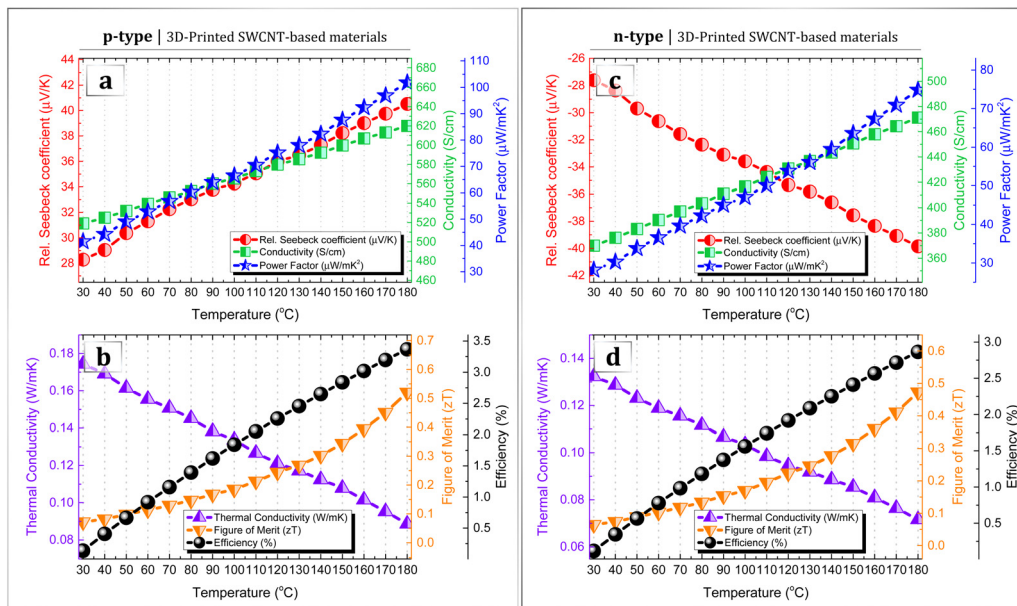 p-type | 3D-Printed SWCNT-based materials
a
Rel. Seebeck coefficient (μV/K)
44
42
40
38
36
34
32
30
28
Conductivity (S/cm)
680
660
640
620
600
580
560
540
520
500
480
460
Power Factor (μW/mK²)
110
100
90
80
70
60
50
40
30
Rel. Seebeck coefficient (μV/K)
Conductivity (S/cm)
Power Factor (μW/mK²)
30 40 50 60 70 80 90 100 110 120 130 140 150 160 170 180
Temperature (°C)
b
Thermal Conductivity (W/mK)
0.18
0.16
0.14
0.12
0.10
0.08
Figure of Merit (zT)
0.7
0.6
0.5
0.4
0.3
0.2
0.1
0.0
Efficiency (%)
3.5
3.0
2.5
2.0
1.5
1.0
0.5
Thermal Conductivity (W/mK)
Figure of Merit (zT)
Efficiency (%)
30 40 50 60 70 80 90 100 110 120 130 140 150 160 170 180
Temperature (°C)
n-type | 3D-Printed SWCNT-based materials
c
Rel. Seebeck coefficient (μV/K)
-26
-28
-30
-32
-34
-36
-38
-40
-42
Conductivity (S/cm)
500
480
460
440
420
400
380
360
Power Factor (μW/mK²)
80
70
60
50
40
30
Rel. Seebeck coefficient (μV/K)
Conductivity (S/cm)
Power Factor (μW/mK²)
30 40 50 60 70 80 90 100 110 120 130 140 150 160 170 180
Temperature (°C)
d
Thermal Conductivity (W/mK)
0.14
0.12
0.10
0.08
0.06
Figure of Merit (zT)
0.6
0.5
0.4
0.3
0.2
0.1
0.0
Efficiency (%)
3.0
2.5
2.0
1.5
1.0
0.5
Thermal Conductivity (W/mK)
Figure of Merit (zT)
Efficiency (%)
30 40 50 60 70 80 90 100 110 120 130 140 150 160 170 180
Temperature (°C)